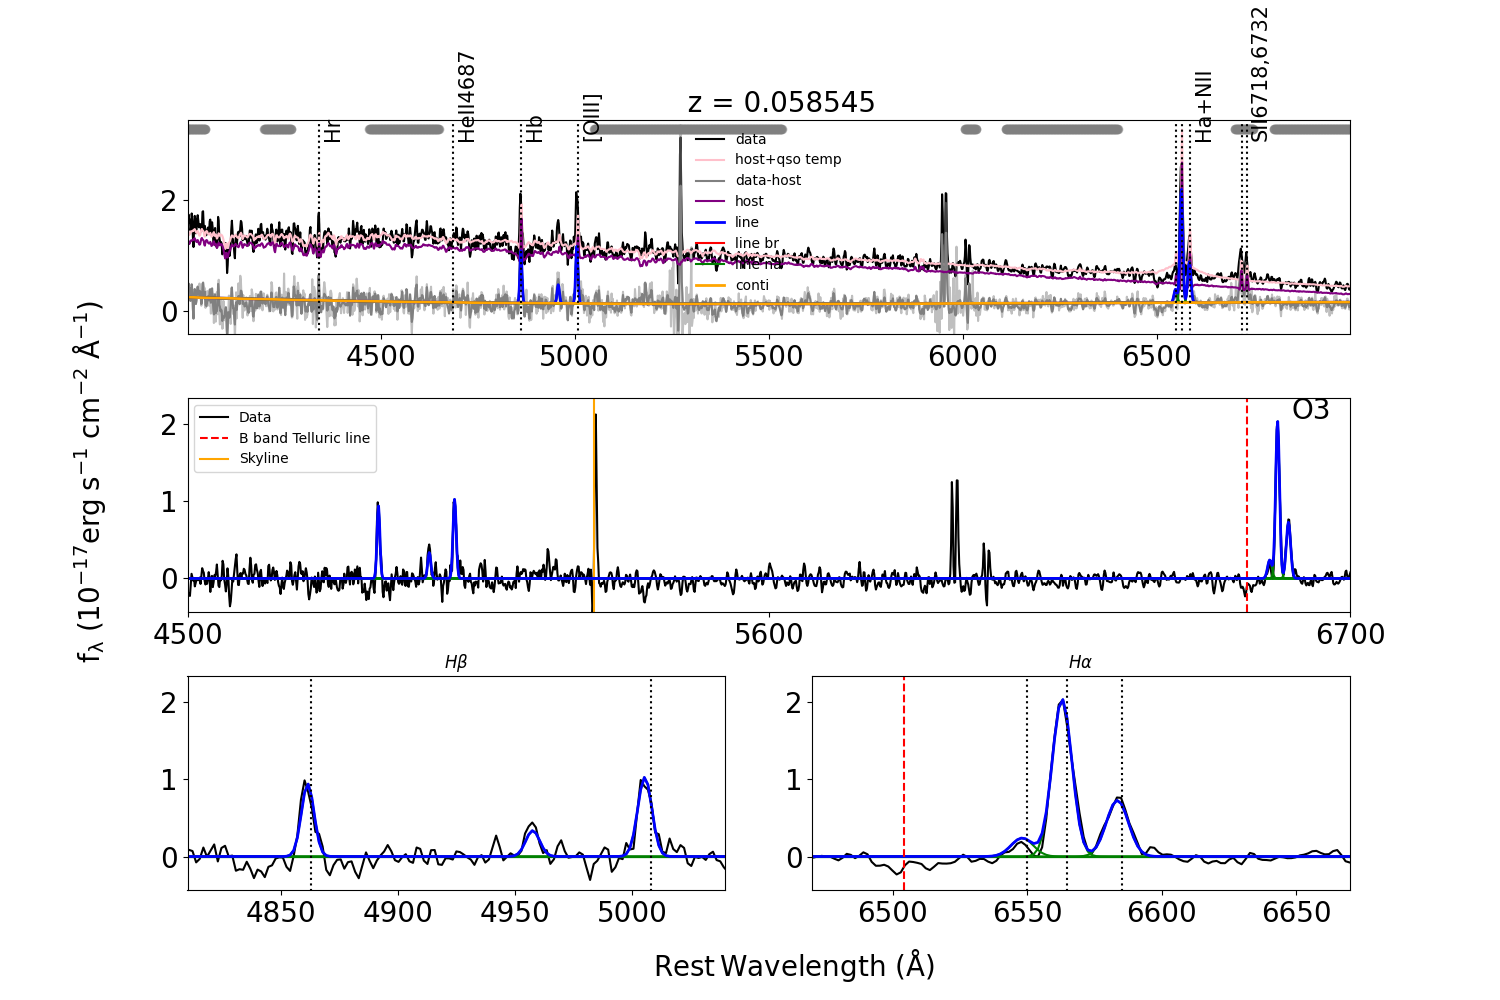 z = 0.058545
Hr
HeII4687
Hb
[OIII]
Ha+NII
SII6718,6732
data
host+qso temp
data-host
host
line
line br
line na
conti
2
0
4500 5000 5500 6000 6500
fλ (10⁻¹⁷erg s⁻¹ cm⁻² Å⁻¹)
Data
B band Telluric line
Skyline
O3
2
1
0
4500 5600 6700
Hβ
2
1
0
4850 4900 4950 5000
Hα
2
1
0
6500 6550 6600 6650
Rest Wavelength (Å)